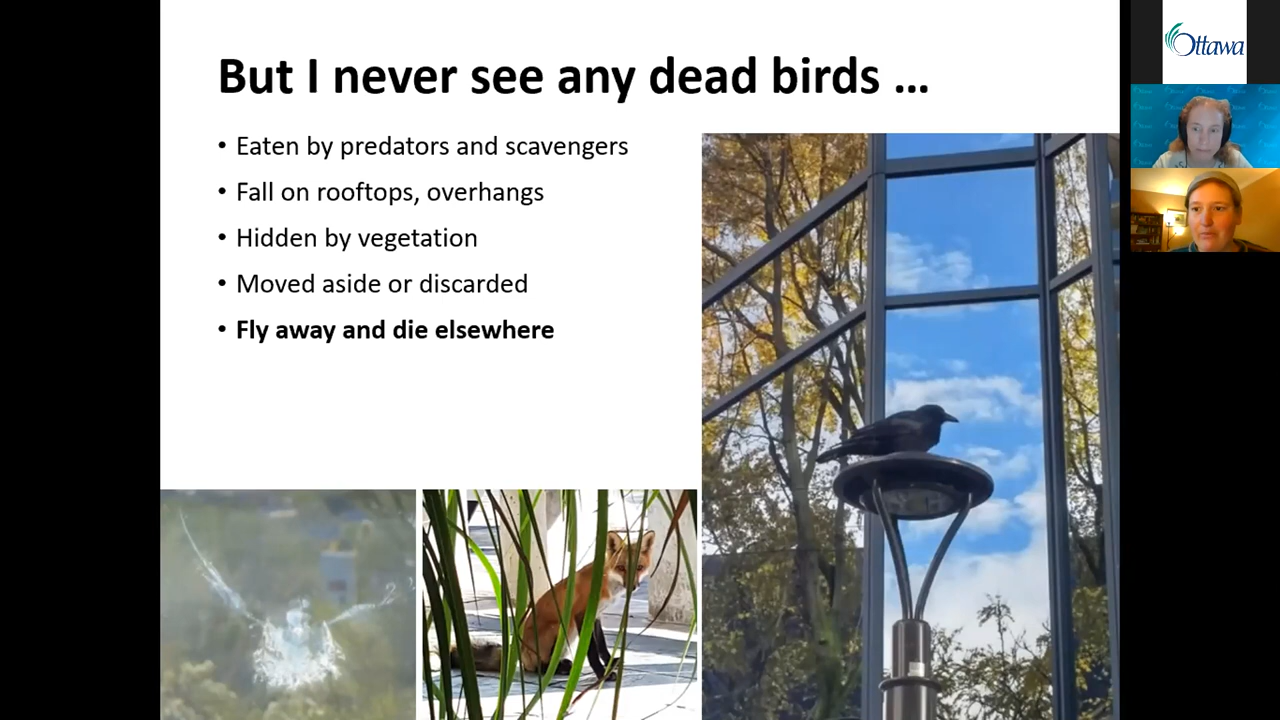 But I never see any dead birds ...
• Eaten by predators and scavengers
• Fall on rooftops, overhangs
• Hidden by vegetation
• Moved aside or discarded
• Fly away and die elsewhere
Ottawa